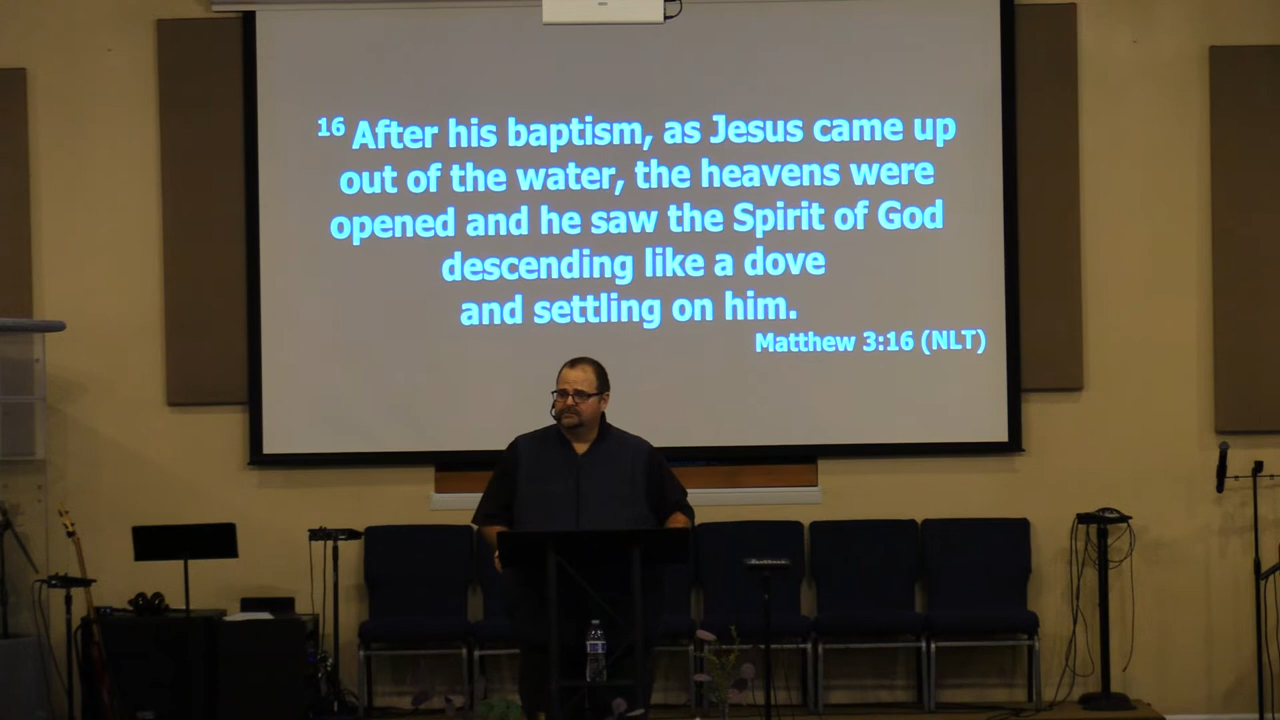 16 After his baptism, as Jesus came up
out of the water, the heavens were
opened and he saw the Spirit of God
descending like a dove
and settling on him.
Matthew 3:16 (NLT)